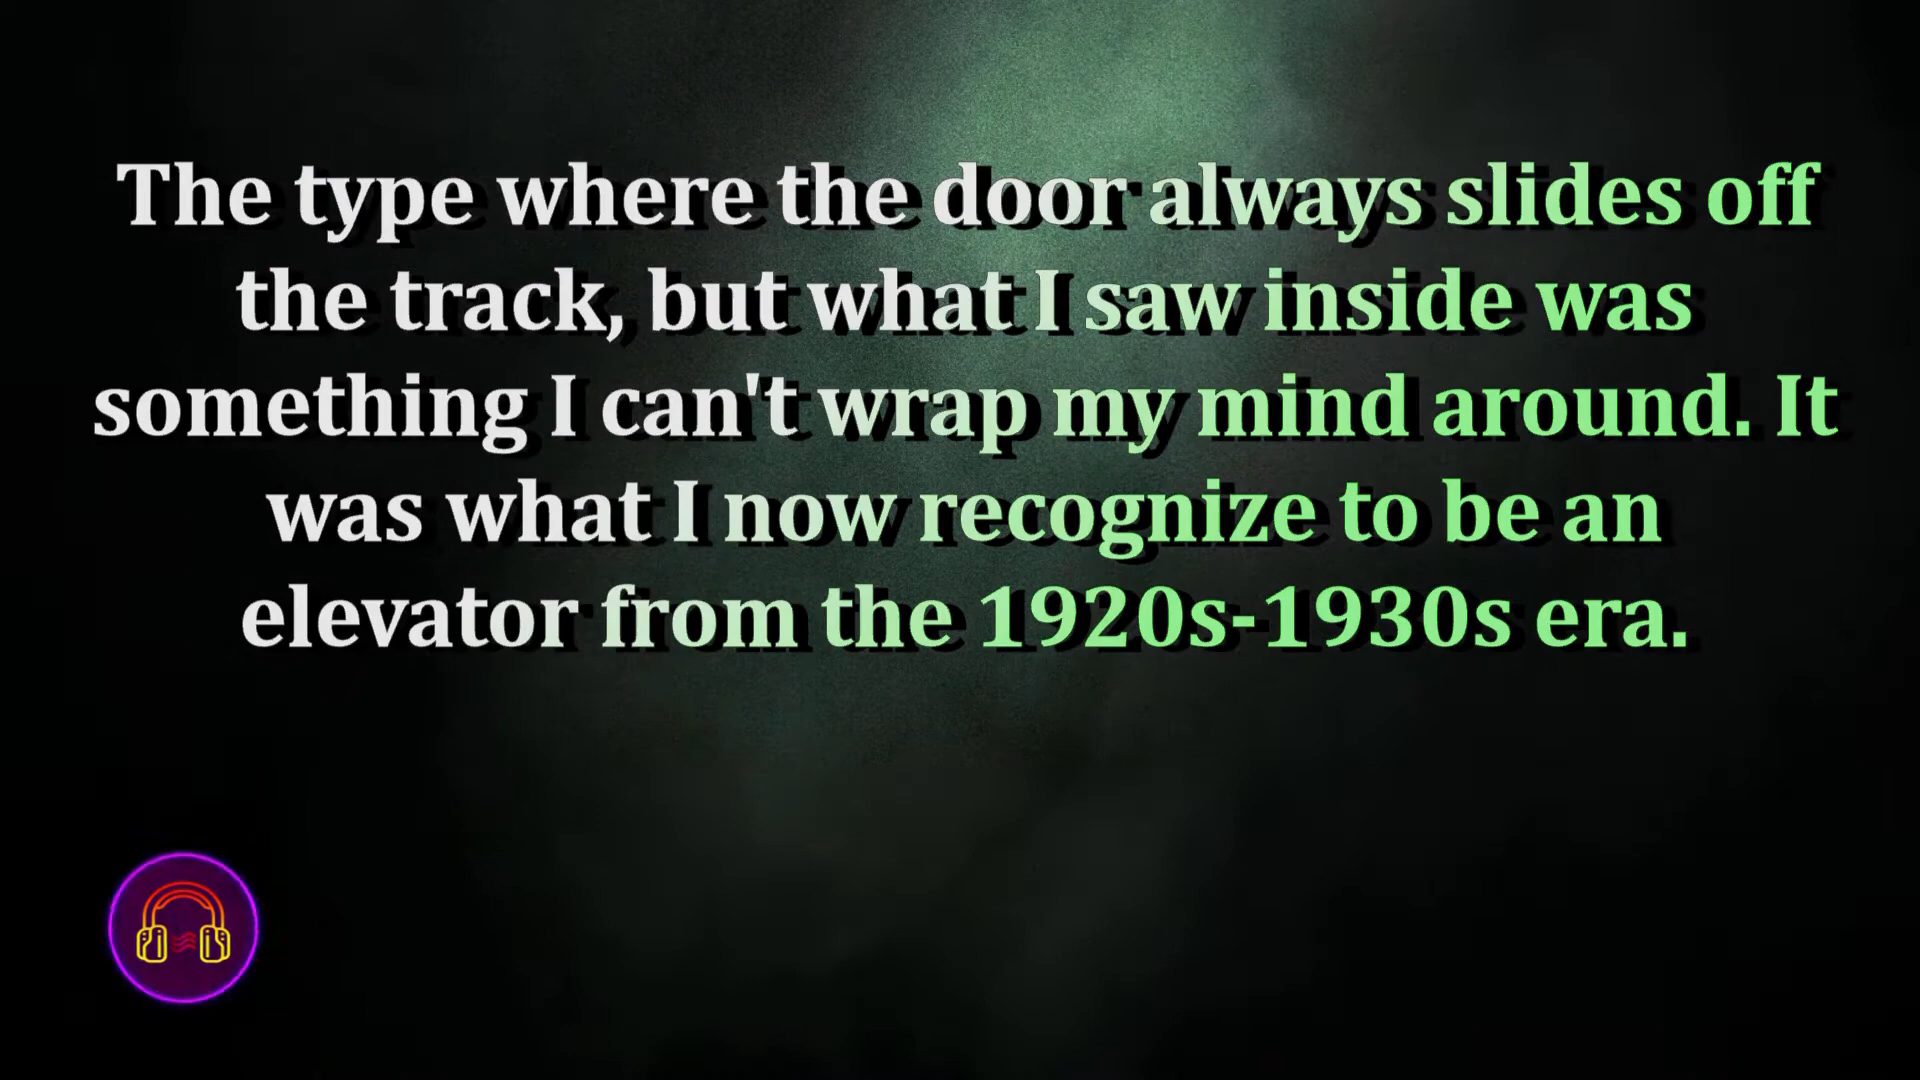 The type where the door always slides off
the track, but what I saw inside was
something I can't wrap my mind around. It
was what I now recognize to be an
elevator from the 1920s-1930s era.